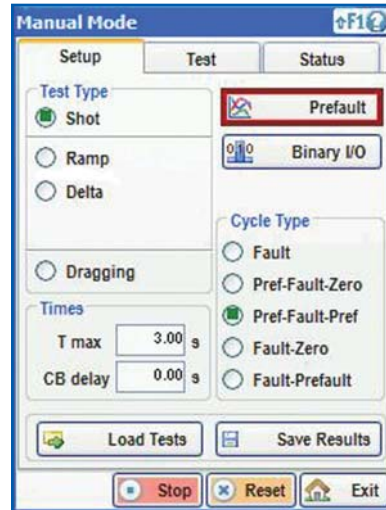 Manual Mode
F1
Setup Test Status
Test Type
Shot
Ramp
Delta
Dragging
Times
T max 3.00 s
CB delay 0.00 s
Prefault
Binary I/O
Cycle Type
Fault
Pref-Fault-Zero
Pref-Fault-Pref
Fault-Zero
Fault-Prefault
Load Tests Save Results
Stop Reset Exit